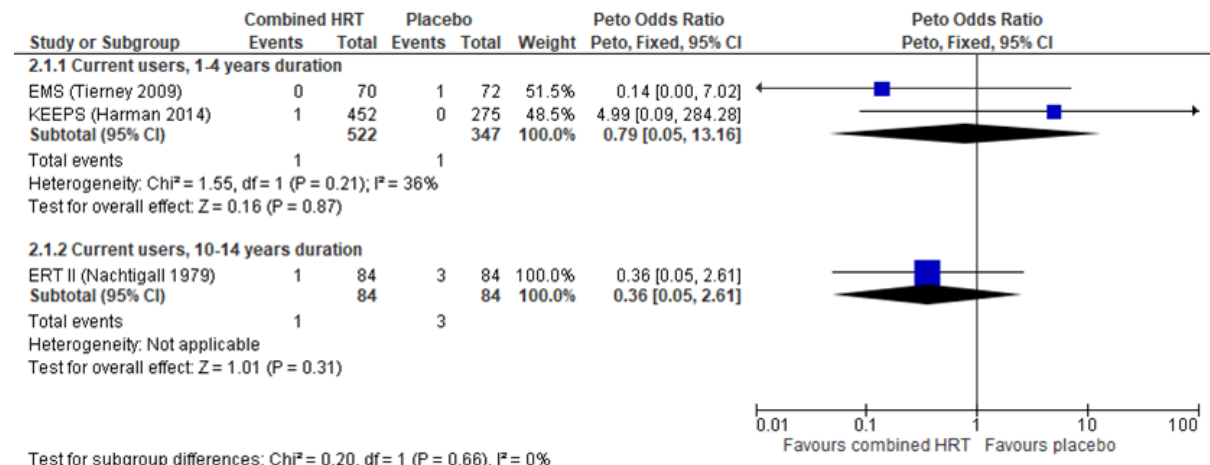 Combined HRT Placebo Peto Odds Ratio Peto Odds Ratio
Study or Subgroup Events Total Events Total Weight Peto, Fixed, 95% CI Peto, Fixed, 95% CI
2.1.1 Current users, 1-4 years duration
EMS (Tierney 2009) 0 70 1 72 51.5% 0.14 [0.00, 7.02]
KEEPS (Harman 2014) 1 452 0 275 48.5% 4.99 [0.09, 284.28]
Subtotal (95% CI) 522 347 100.0% 0.79 [0.05, 13.16]
Total events 1 1
Heterogeneity: Chi² = 1.55, df = 1 (P = 0.21); I² = 36%
Test for overall effect: Z = 0.16 (P = 0.87)
2.1.2 Current users, 10-14 years duration
ERT II (Nachtigall 1979) 1 84 3 84 100.0% 0.36 [0.05, 2.61]
Subtotal (95% CI) 84 84 100.0% 0.36 [0.05, 2.61]
Total events 1 3
Heterogeneity: Not applicable
Test for overall effect: Z = 1.01 (P = 0.31)
0.01 0.1 1 10 100
Favours combined HRT Favours placebo
Test for subgroup differences: Chi² = 0.20, df = 1 (P = 0.66), I² = 0%